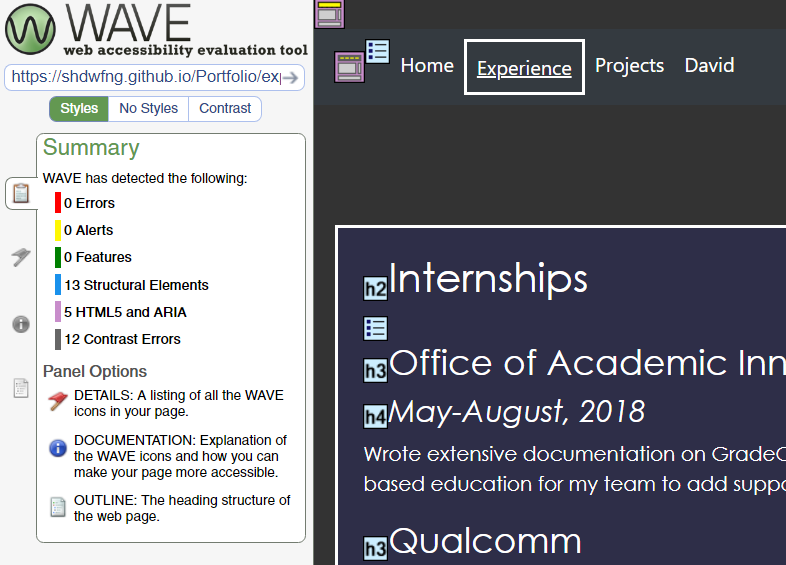 WAVE
web accessibility evaluation tool
https://shdwfng.github.io/Portfolio/exp
Styles No Styles Contrast
Summary
WAVE has detected the following:
0 Errors
0 Alerts
0 Features
13 Structural Elements
5 HTML5 and ARIA
12 Contrast Errors
Panel Options
DETAILS: A listing of all the WAVE
icons in your page.
DOCUMENTATION: Explanation of
the WAVE icons and how you can
make your page more accessible.
OUTLINE: The heading structure of
the web page.
Home Experience Projects David
h2 Internships
h3 Office of Academic Inn
h4 May-August, 2018
Wrote extensive documentation on GradeC
based education for my team to add suppo
h3 Qualcomm